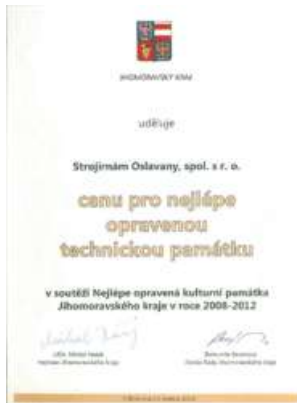 JIHOMORAVSKÝ KRAJ
uděluje
Strojírnám Oslavany, spol. s r. o.
cenu pro nejlépe
opravenou
technickou památku
v soutěži Nejlépe opravená kulturní památka
Jihomoravského kraje v roce 2008-2012